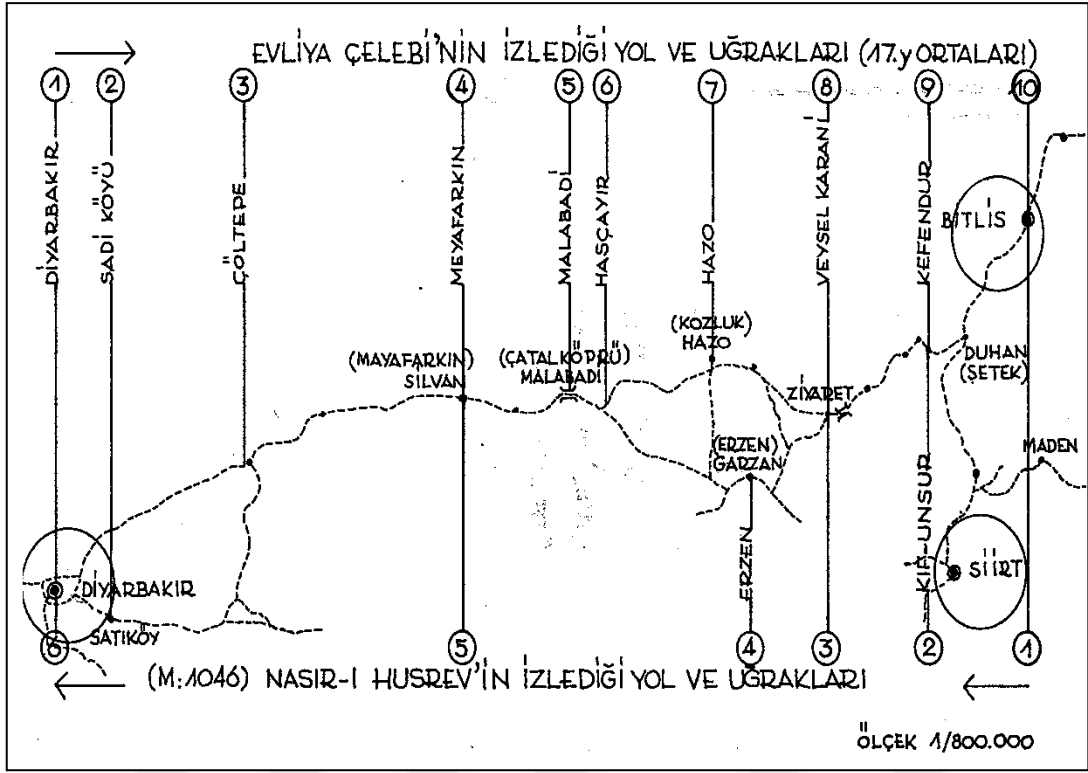 EVLİYA ÇELEBİ'NİN İZLEDİĞİ YOL VE UĞRAKLARI (17.y ORTALARI)
1 2 3 4 5 6 7 8 9 10
DİYARBAKIR
SADİ KÖYÜ
ÇÖLTEPE
MEYAFARKIN
MALABADİ
HASÇAYIR
HAZO
VEYSEL KARANİ
KEFENDUR
BİTLİS
(KOZLUK)
HAZO
(MAYAFARKIN)
SİLVAN
(ÇATALKÖPRÜ)
MALABADİ
ZİYARET
DUHAN
(ŞETEK)
(ERZEN)
GARZAN
MADEN
ERZEN
KIF-UNSUR
SİİRT
DİYARBAKIR
SATIKÖY
6 5 4 3 2 1
(M:1046) NASIR-I HUSREV'İN İZLEDİĞİ YOL VE UĞRAKLARI
ÖLÇEK 1/800.000